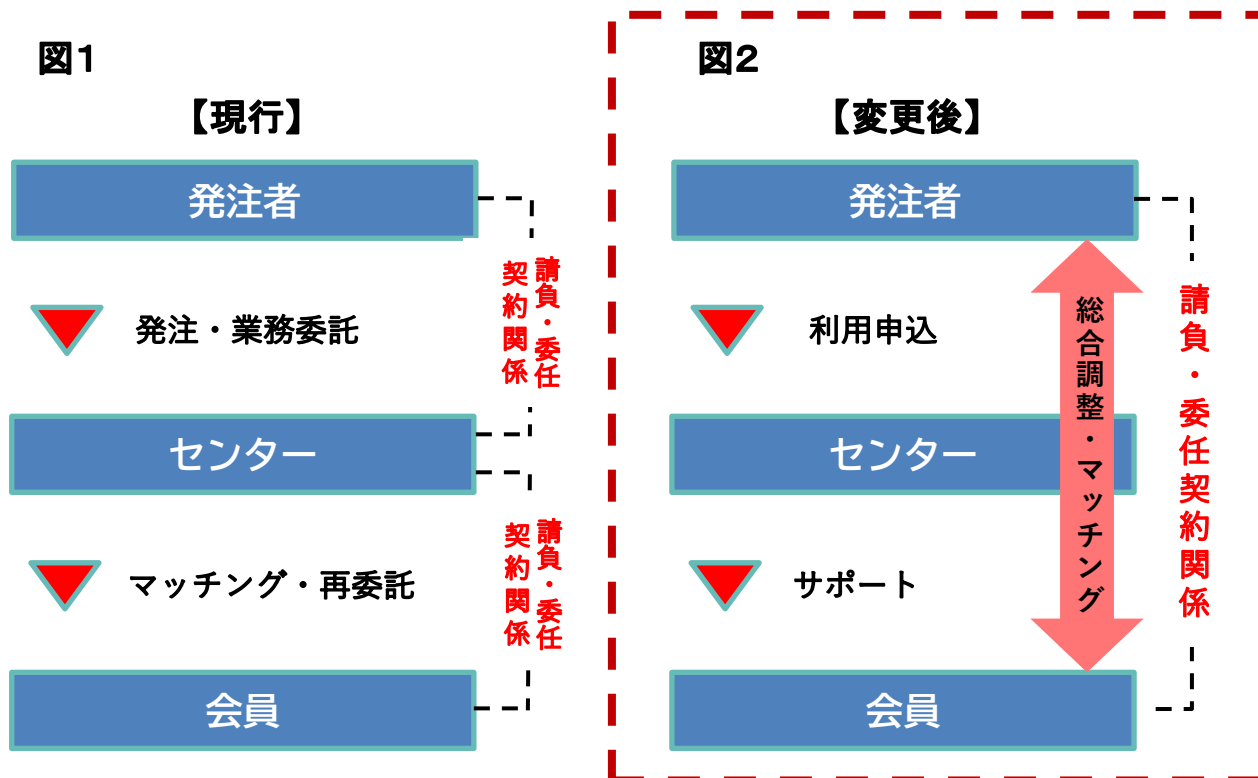 図1
【現行】
発注者
発注・業務委託
請負・委任
契約関係
センター
マッチング・再委託
請負・委任
契約関係
会員
図2
【変更後】
発注者
利用申込
総合調整・マッチング
請負・委任契約関係
センター
サポート
会員